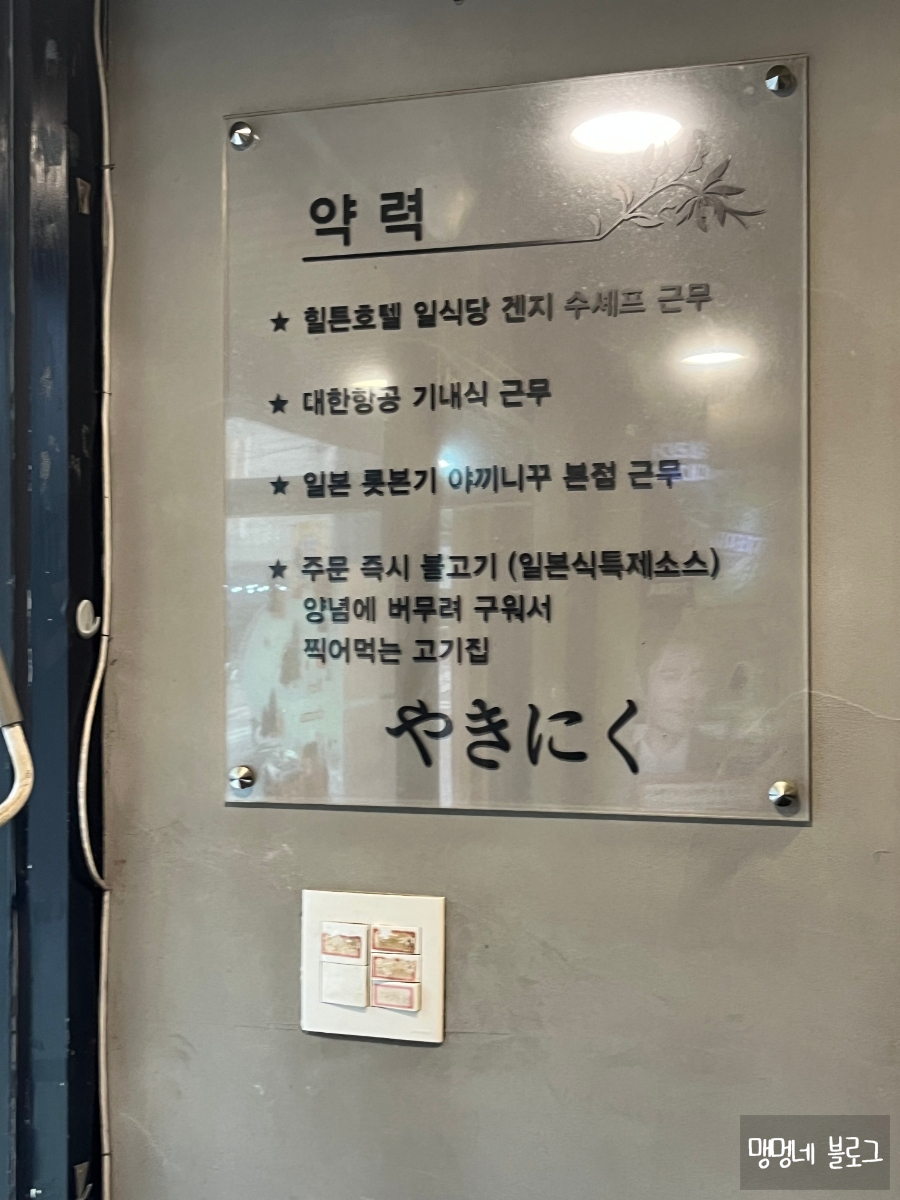 약력
★ 힐튼호텔 일식당 겐지 수셰프 근무
★ 대한항공 기내식 근무
★ 일본 롯본기 야끼니꾸 본점 근무
★ 주문 즉시 불고기 (일본식특제소스)
양념에 버무려 구워서
찍어먹는 고기집
やきにく
맹멍네 블로그